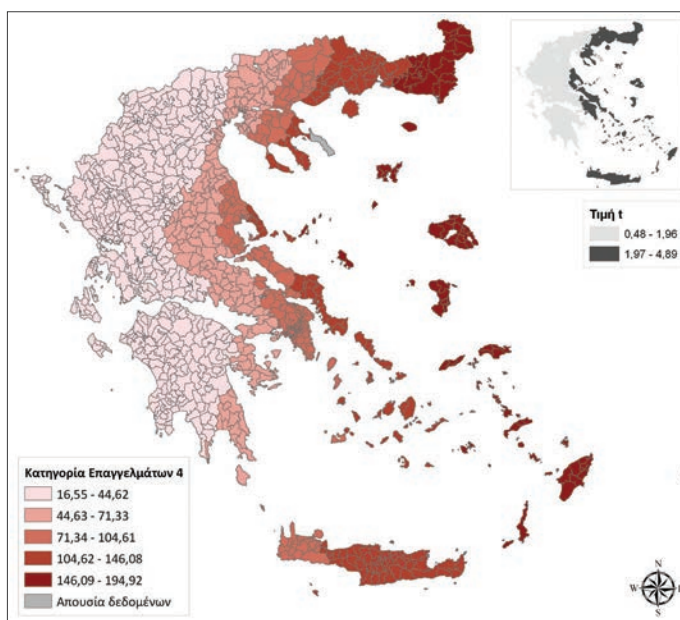 Τιμή t
0,48 - 1,96
1,97 - 4,89
Κατηγορία Επαγγελμάτων 4
16,55 - 44,62
44,63 - 71,33
71,34 - 104,61
104,62 - 146,08
146,09 - 194,92
Απουσία δεδομένων
N
W E
S